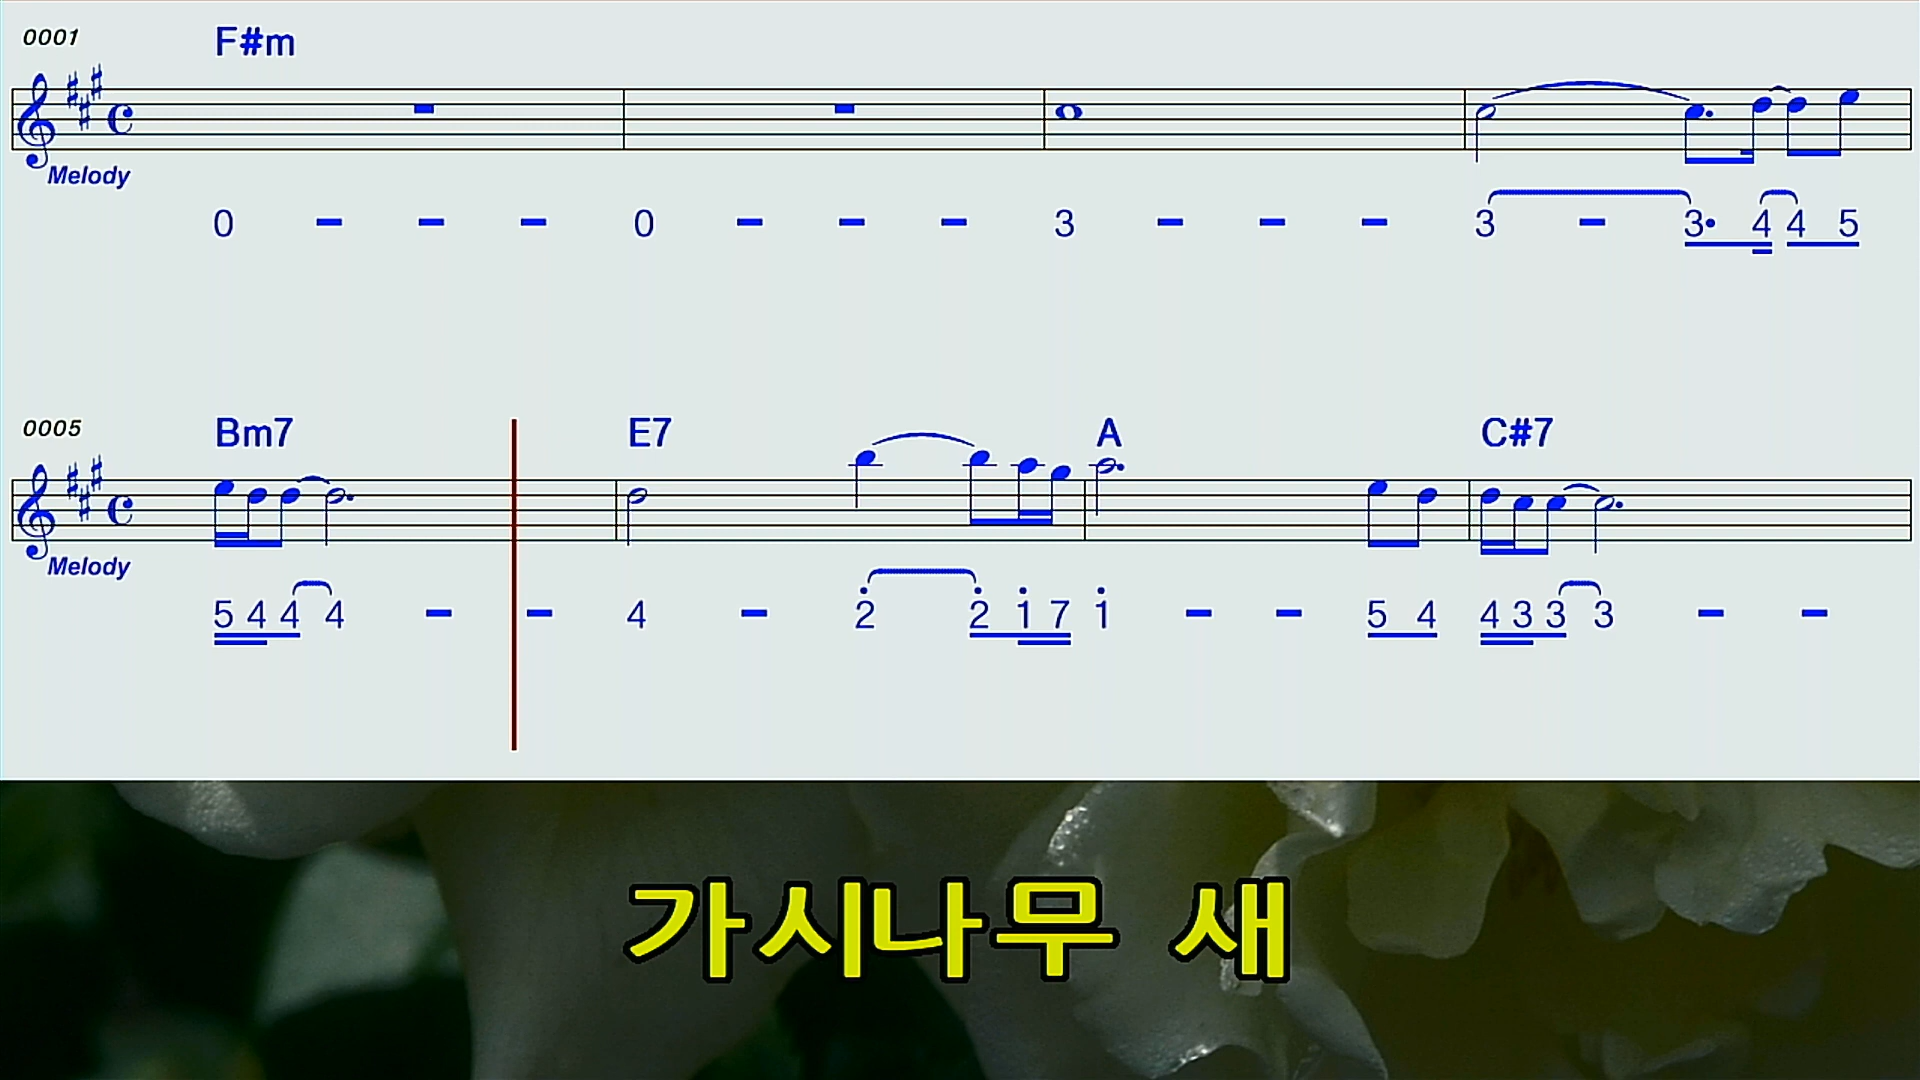 0001 F#m
Melody
0 - - - 0 - - - 3 - - - 3 - 3• 4 4 5
0005 Bm7 E7 A C#7
Melody
5 4 4 4 - - 4 - 2̇ 2̇ 1̇ 7 1̇ - - 5 4 4 3 3 3 - -
가시나무 새